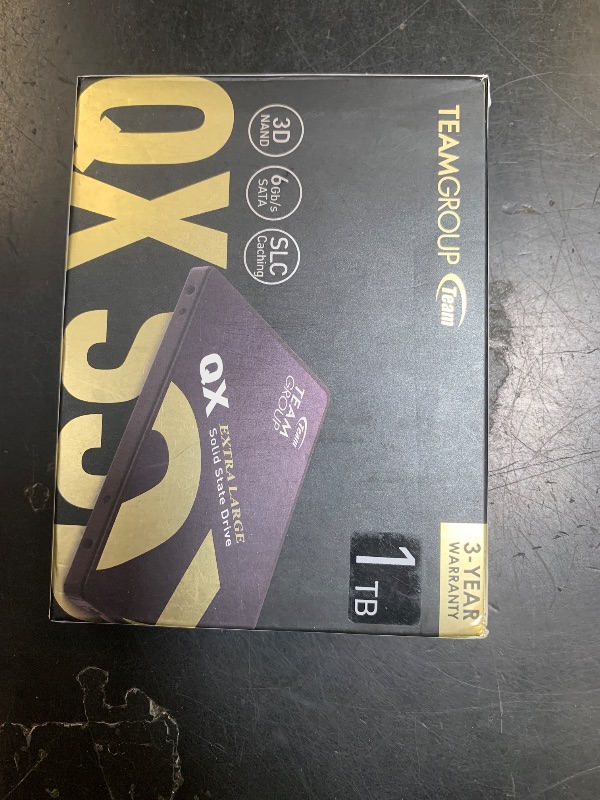 TEAMGROUP Team
3-YEAR
WARRANTY
1 TB
3D
NAND
6Gb/s
SATA
SLC
Caching
TEAM
GROUP
Team
QX
EXTRA LARGE
Solid State Drive
QX